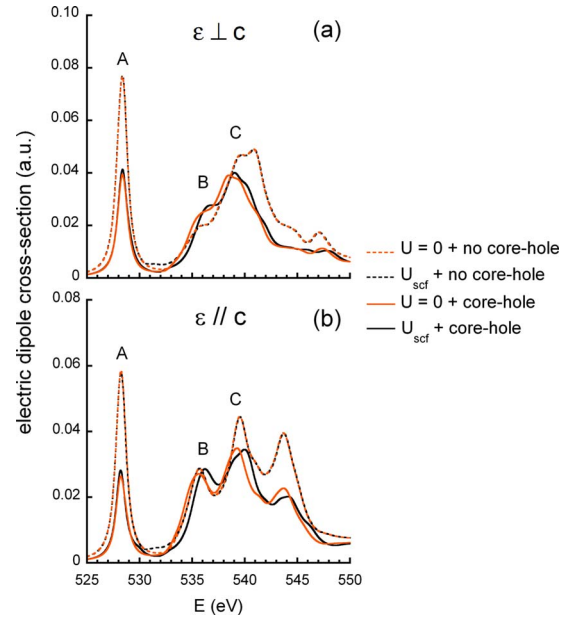 ε ⊥ c
(a)
A
B
C
0.10
0.08
0.06
0.04
0.02
0
electric dipole cross-section (a.u.)
U = 0 + no core-hole
U_scf + no core-hole
U = 0 + core-hole
U_scf + core-hole
ε // c
(b)
A
B
C
0.08
0.06
0.04
0.02
0
525 530 535 540 545 550
E (eV)